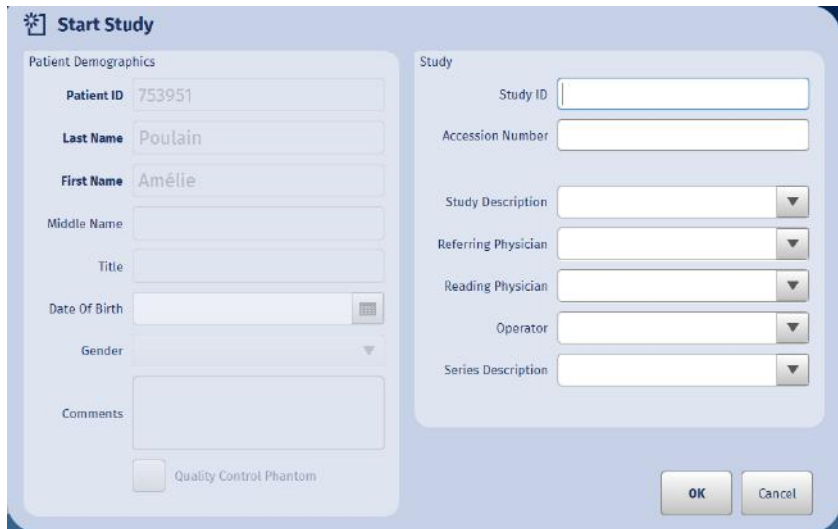 Start Study
Patient Demographics
Patient ID 753951
Last Name Poulain
First Name Amélie
Middle Name
Title
Date Of Birth
Gender
Comments
Quality Control Phantom
Study
Study ID
Accession Number
Study Description
Referring Physician
Reading Physician
Operator
Series Description
OK Cancel